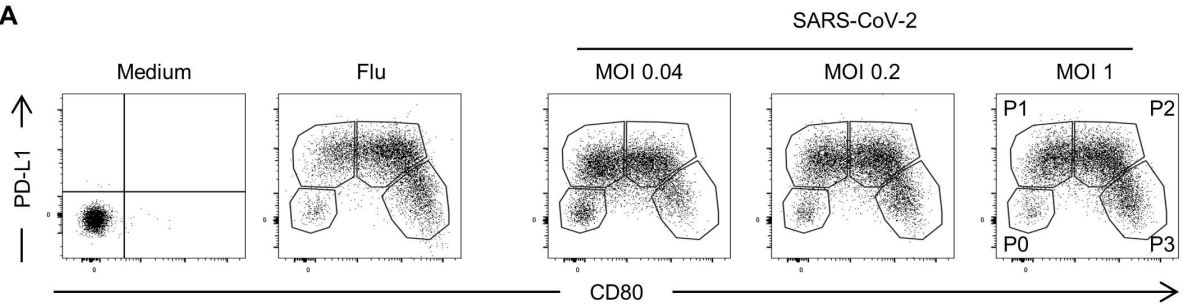 A
SARS-CoV-2
Medium
Flu
MOI 0.04
MOI 0.2
MOI 1
PD-L1
P1
P2
P0
P3
0
0
0
0
0
0
0
0
0
0
CD80